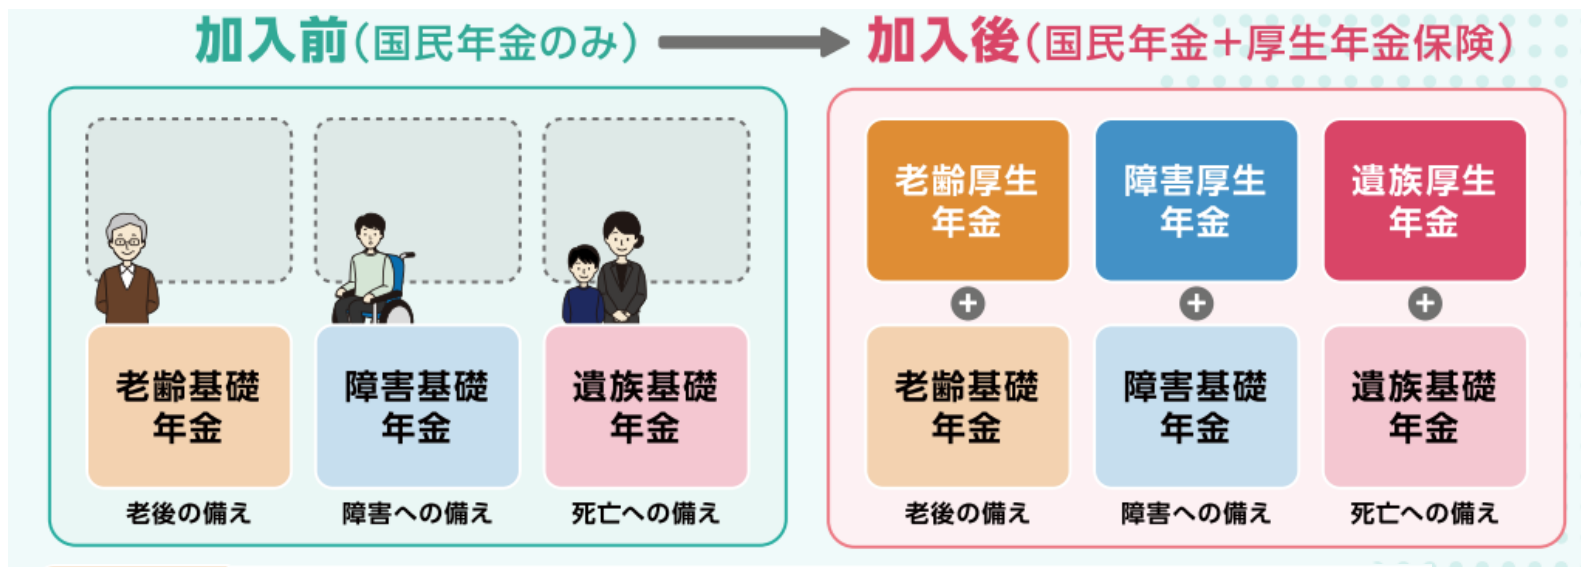 加入前(国民年金のみ)
加入後(国民年金+厚生年金保険)
老齢基礎
年金
障害基礎
年金
遺族基礎
年金
老後の備え
障害への備え
死亡への備え
老齢厚生
年金
障害厚生
年金
遺族厚生
年金
+
+
+
老齢基礎
年金
障害基礎
年金
遺族基礎
年金
老後の備え
障害への備え
死亡への備え